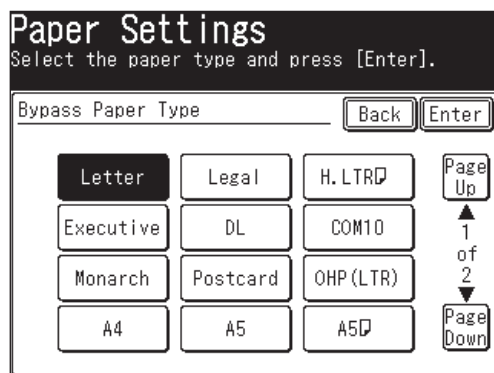 Paper Settings
Select the paper type and press [Enter].
Bypass Paper Type Back Enter
Letter Legal H.LTR Page Up
Executive DL COM10 1
of
Monarch Postcard OHP(LTR) 2
A4 A5 A5 Page Down